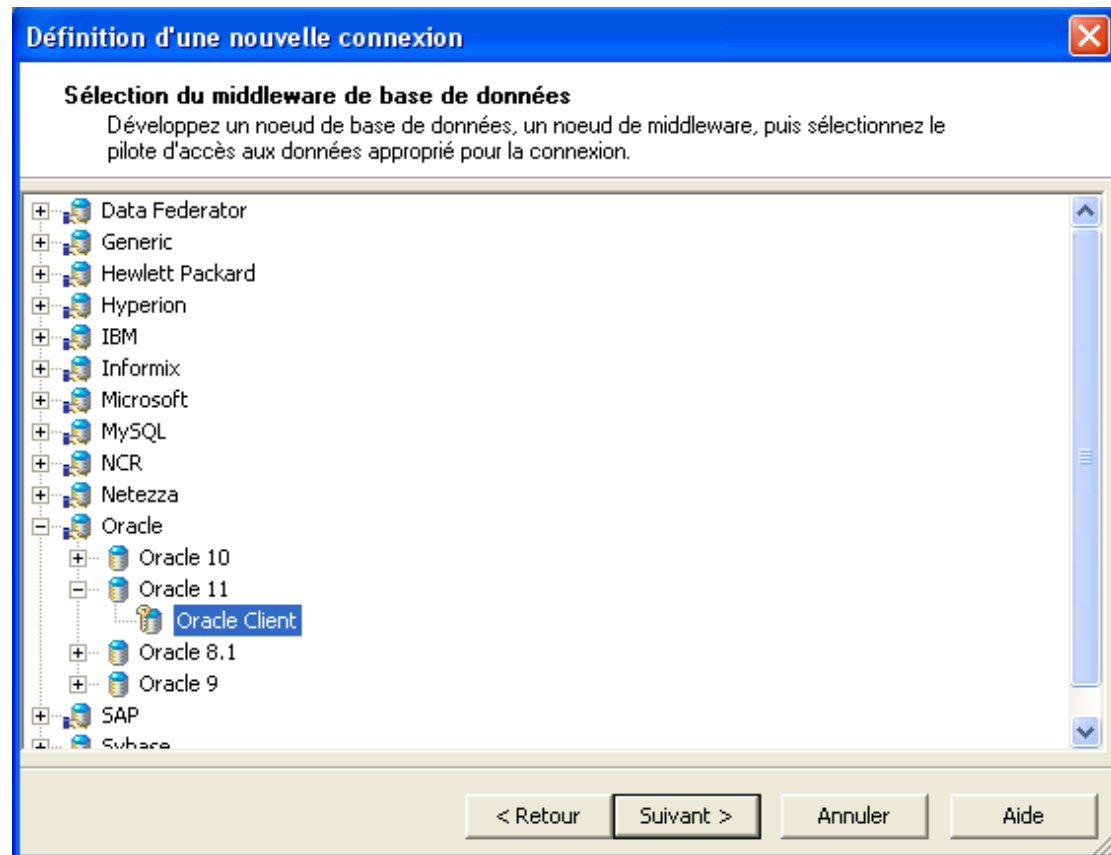 Définition d'une nouvelle connexion
Sélection du middleware de base de données
Développez un noeud de base de données, un noeud de middleware, puis sélectionnez le
pilote d'accès aux données approprié pour la connexion.
Data Federator
Generic
Hewlett Packard
Hyperion
IBM
Informix
Microsoft
MySQL
NCR
Netezza
Oracle
Oracle 10
Oracle 11
Oracle Client
Oracle 8.1
Oracle 9
SAP
Sybase
< Retour
Suivant >
Annuler
Aide